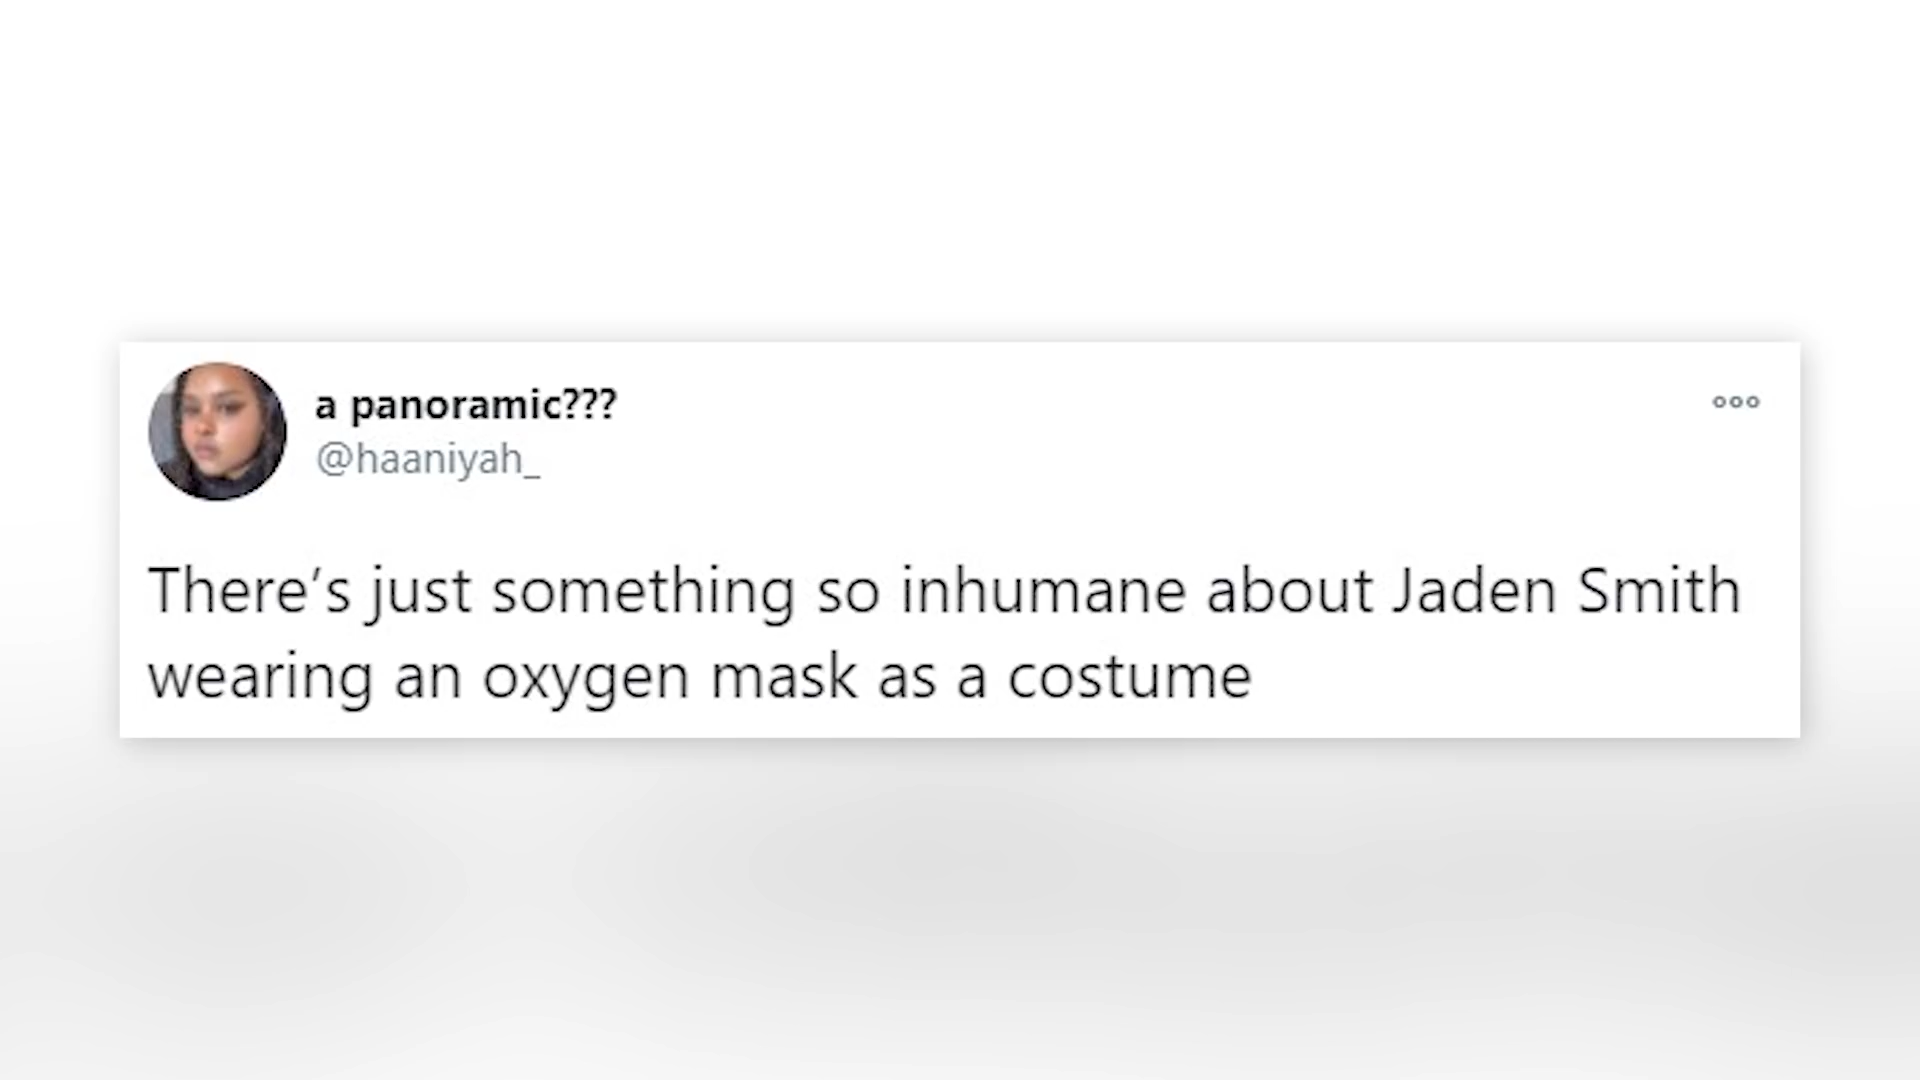 a panoramic???
@haaniyah_
There’s just something so inhumane about Jaden Smith
wearing an oxygen mask as a costume